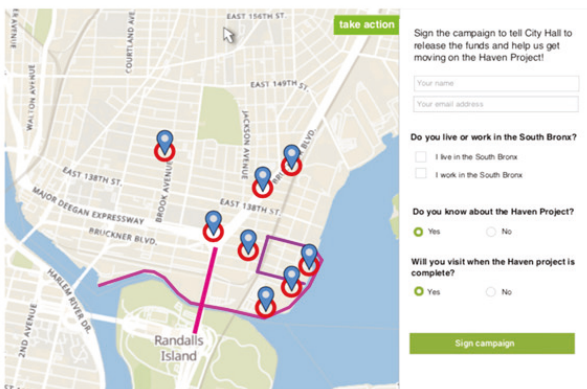 EAST 156TH ST.
take action
COURTLAND AVE
WALTON AVENUE
EAST 149TH ST.
JACKSON AVENUE
BLVD.
EAST 138TH ST.
BROOK AVENUE
EAST 138TH ST.
MAJOR DEEGAN EXPRESSWAY
BRUCKNER BLVD.
HARLEM RIVER DR.
2ND AVENUE
Randalls
Island
Sign the campaign to tell City Hall to
release the funds and help us get
moving on the Haven Project!
Your name
Your email address
Do you live or work in the South Bronx?
I live in the South Bronx
I work in the South Bronx
Do you know about the Haven Project?
Yes No
Will you visit when the Haven project is
complete?
Yes No
Sign campaign